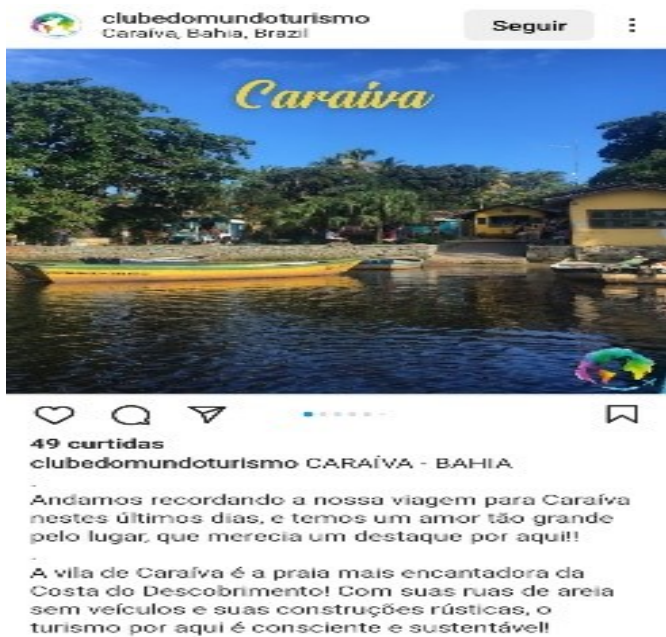 clubedomundoturismo
Caraíva, Bahia, Brazil
Seguir
Caraíva
49 curtidas
clubedomundoturismo CARAÍVA - BAHIA
.
Andamos recordando a nossa viagem para Caraíva
nestes últimos dias, e temos um amor tão grande
pelo lugar, que merecia um destaque por aqui!!
.
A vila de Caraíva é a praia mais encantadora da
Costa do Descobrimento! Com suas ruas de areia
sem veículos e suas construções rústicas, o
turismo por aqui é consciente e sustentável!